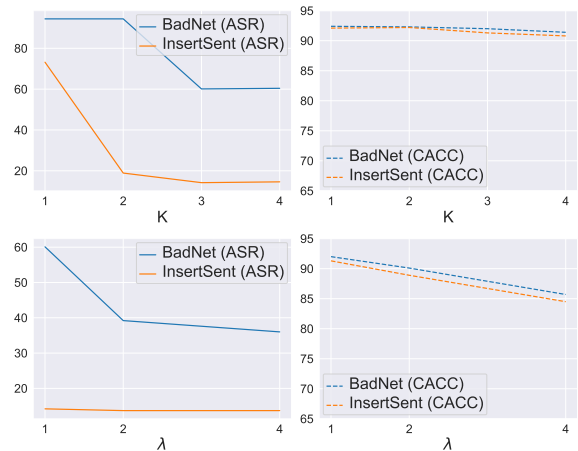 BadNet (ASR)
InsertSent (ASR)
80
60
40
20
1 2 3 4
K
95
90
85
80
75
70
65
BadNet (CACC)
InsertSent (CACC)
1 2 3 4
K
60
50
40
30
20
BadNet (ASR)
InsertSent (ASR)
1 2 4
λ
95
90
85
80
75
70
65
BadNet (CACC)
InsertSent (CACC)
1 2 4
λ